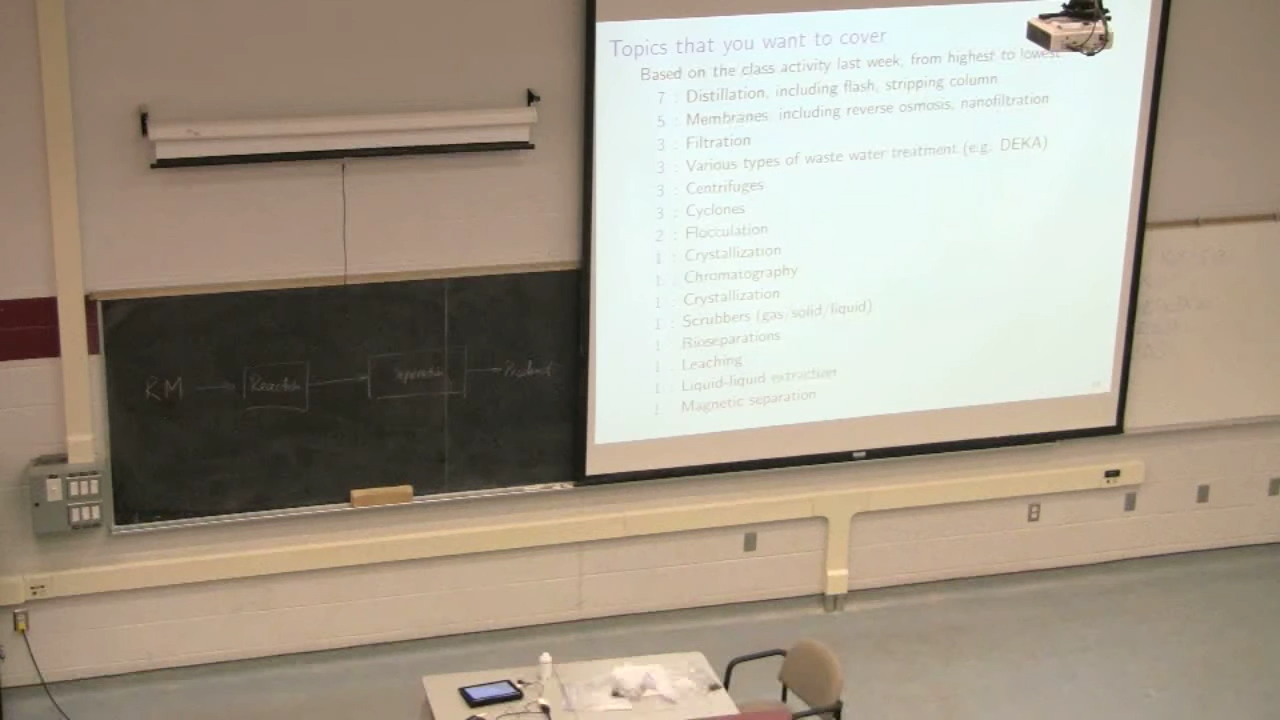 Topics that you want to cover
Based on the class activity last week, from highest to lowest
7 : Distillation, including flash, stripping column
5 : Membranes, including reverse osmosis, nanofiltration
3 : Filtration
3 : Various types of waste water treatment (e.g. DEKA)
3 : Centrifuges
3 : Cyclones
2 : Flocculation
1 : Crystallization
1 : Chromatography
1 : Crystallization
1 : Scrubbers (gas/solid/liquid)
1 : Bioseparations
1 : Leaching
1 : Liquid-liquid extraction
1 : Magnetic separation
RM Reaction Separation Product